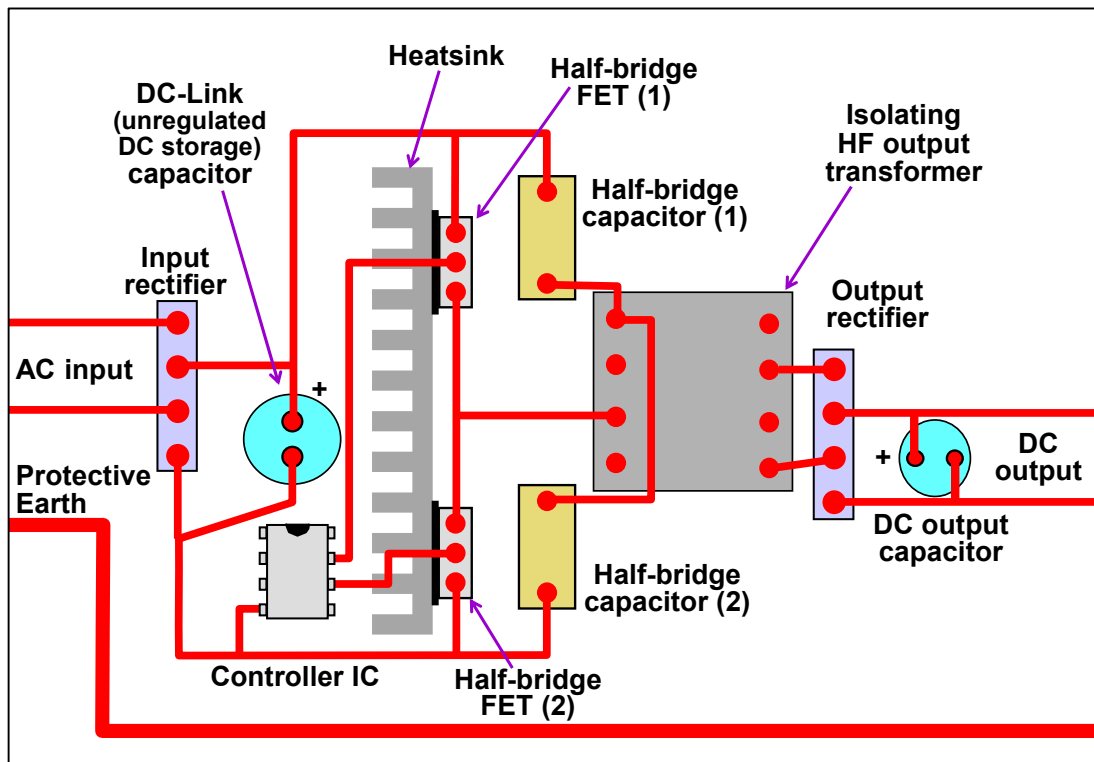 Heatsink
Half-bridge
FET (1)
DC-Link
(unregulated
DC storage)
capacitor
Isolating
HF output
transformer
Half-bridge
capacitor (1)
Input
rectifier
Output
rectifier
AC input
+
Protective
Earth
+
DC
output
DC output
capacitor
Half-bridge
capacitor (2)
Controller IC
Half-bridge
FET (2)